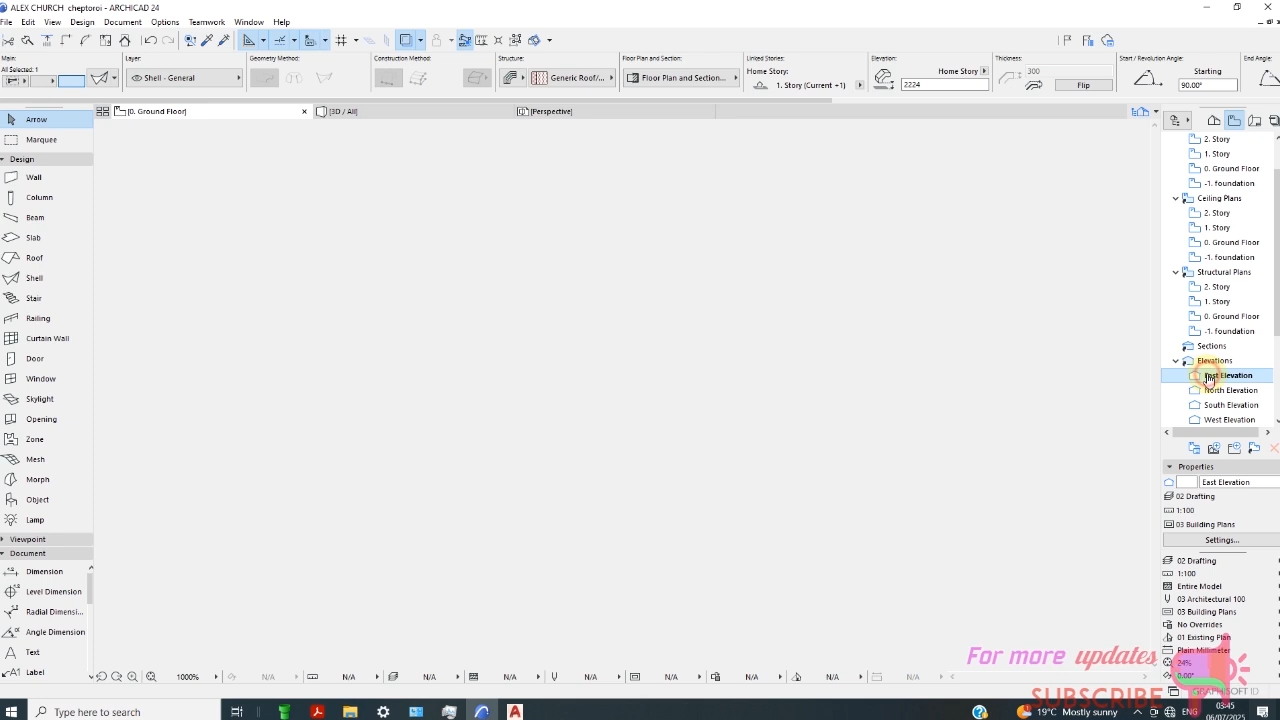 ALEX CHURCH cheptoroi - ARCHICAD 24
File Edit View Design Document Options Teamwork Window Help
Main:
All Selected: 1
Layer:
Shell - General
Geometry Method:
Construction Method:
Structure:
Generic Roof/...
Floor Plan and Section:
Floor Plan and Section...
Linked Stories:
Home Story:
1. Story (Current +1)
Elevation:
Home Story
2224
Thickness:
300
Flip
Start / Revolution Angle:
Starting
90.00°
End Angle:
[0. Ground Floor]
[3D / All]
[Perspective]
Arrow
Marquee
Design
Wall
Column
Beam
Slab
Roof
Shell
Stair
Railing
Curtain Wall
Door
Window
Skylight
Opening
Zone
Mesh
Morph
Object
Lamp
Viewpoint
Document
Dimension
Level Dimension
Radial Dimensi...
Angle Dimension
Text
Label
2. Story
1. Story
0. Ground Floor
-1. foundation
Ceiling Plans
2. Story
1. Story
0. Ground Floor
-1. foundation
Structural Plans
2. Story
1. Story
0. Ground Floor
-1. foundation
Sections
Elevations
East Elevation
North Elevation
South Elevation
West Elevation
Properties
East Elevation
02 Drafting
1:100
03 Building Plans
Settings...
02 Drafting
1:100
Entire Model
03 Architectural 100
03 Building Plans
No Overrides
01 Existing Plan
Plain Millimeter
24%
0.00°
1000% N/A N/A N/A N/A N/A N/A N/A N/A N/A
For more updates
SUBSCRIBE
GRAPHISOFT ID
Type here to search
19°C Mostly sunny
ENG
03:45
06/07/2025